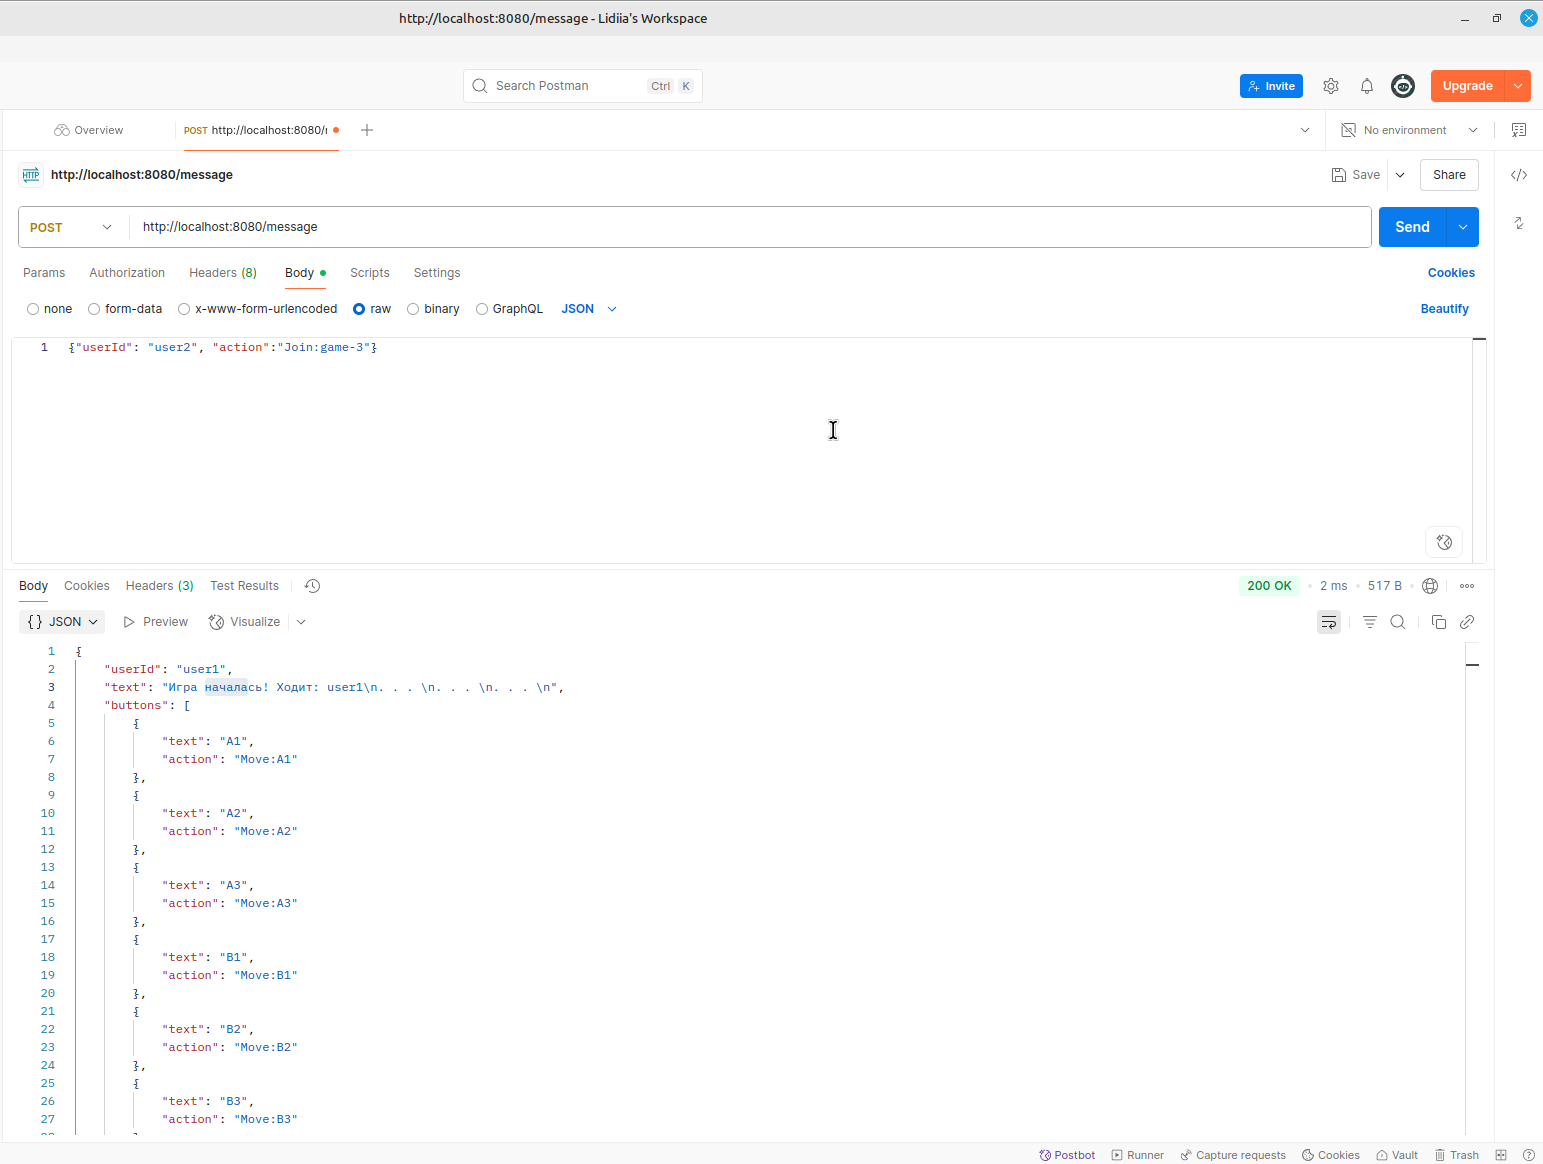 http://localhost:8080/message - Lidiia's Workspace
Search Postman Ctrl K
Invite
Upgrade
Overview
POST http://localhost:8080/
No environment
HTTP http://localhost:8080/message
Save
Share
POST http://localhost:8080/message
Send
Params Authorization Headers (8) Body Scripts Settings
Cookies
none form-data x-www-form-urlencoded raw binary GraphQL JSON
Beautify
1 {"userId": "user2", "action":"Join:game-3"}
Body Cookies Headers (3) Test Results
200 OK • 2 ms • 517 B
{} JSON Preview Visualize
1 {
2 "userId": "user1",
3 "text": "Игра началась! Ходит: user1\n. . . \n. . . \n. . . \n",
4 "buttons": [
5 {
6 "text": "A1",
7 "action": "Move:A1"
8 },
9 {
10 "text": "A2",
11 "action": "Move:A2"
12 },
13 {
14 "text": "A3",
15 "action": "Move:A3"
16 },
17 {
18 "text": "B1",
19 "action": "Move:B1"
20 },
21 {
22 "text": "B2",
23 "action": "Move:B2"
24 },
25 {
26 "text": "B3",
27 "action": "Move:B3"
Postbot Runner Capture requests Cookies Vault Trash